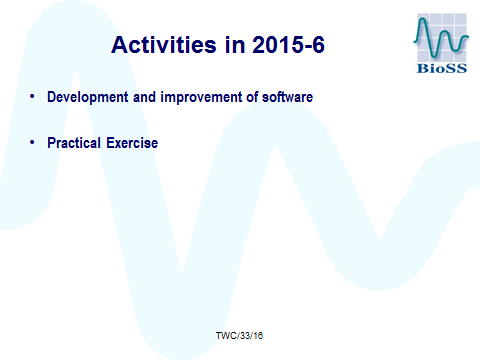 Activities in 2015-6
BioSS
• Development and improvement of software
• Practical Exercise
TWC/33/16